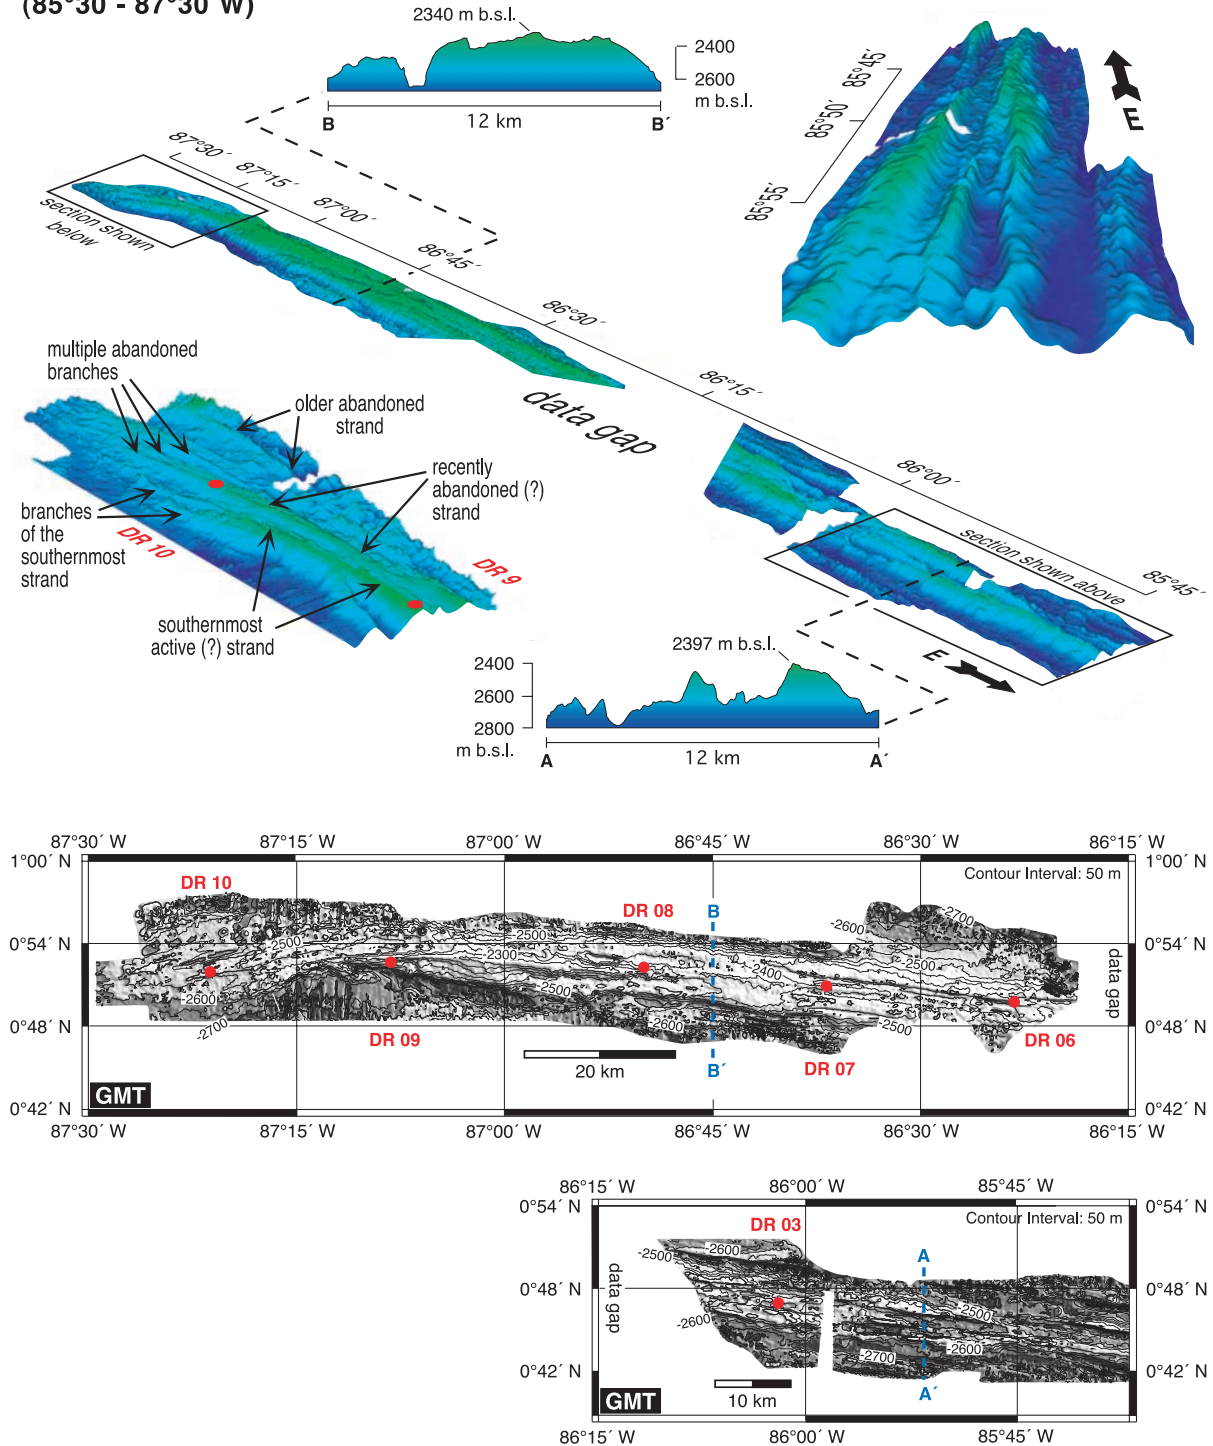 (85°30 - 87°30 W)
2340 m b.s.l.
2400
2600
m b.s.l.
B
12 km
B´
85°45´
85°50´
85°55´
E
87°30´
87°15´
87°00´
86°45´
86°30´
86°15´
86°00´
85°45´
section shown
below
data gap
multiple abandoned
branches
older abandoned
strand
recently
abandoned (?)
strand
branches
of the
southernmost
strand
DR 10
DR 9
southernmost
active (?) strand
section shown above
E
2397 m b.s.l.
2400
2600
2800
m b.s.l.
A
12 km
A´
87°30´ W
87°15´ W
87°00´ W
86°45´ W
86°30´ W
86°15´ W
1°00´ N
1°00´ N
Contour Interval: 50 m
DR 10
DR 08
B
-2700
-2600
0°54´ N
-2500
-2500
-2300
-2400
-2500
0°54´ N
data gap
-2600
-2500
-2700
-2600
-2500
0°48´ N
0°48´ N
DR 09
20 km
B´
DR 07
DR 06
GMT
0°42´ N
0°42´ N
87°30´ W
87°15´ W
87°00´ W
86°45´ W
86°30´ W
86°15´ W
86°15´ W
86°00´ W
85°45´ W
0°54´ N
0°54´ N
DR 03
Contour Interval: 50 m
-2500
-2600
A
data gap
0°48´ N
0°48´ N
-2500
-2600
-2700
-2600
0°42´ N
0°42´ N
10 km
A´
GMT
86°15´ W
86°00´ W
85°45´ W